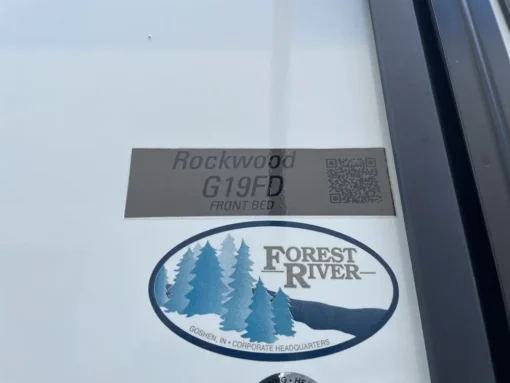 Rockwood
G19FD
FRONT BED
FOREST
RIVER
GOSHEN, IN • CORPORATE HEADQUARTERS